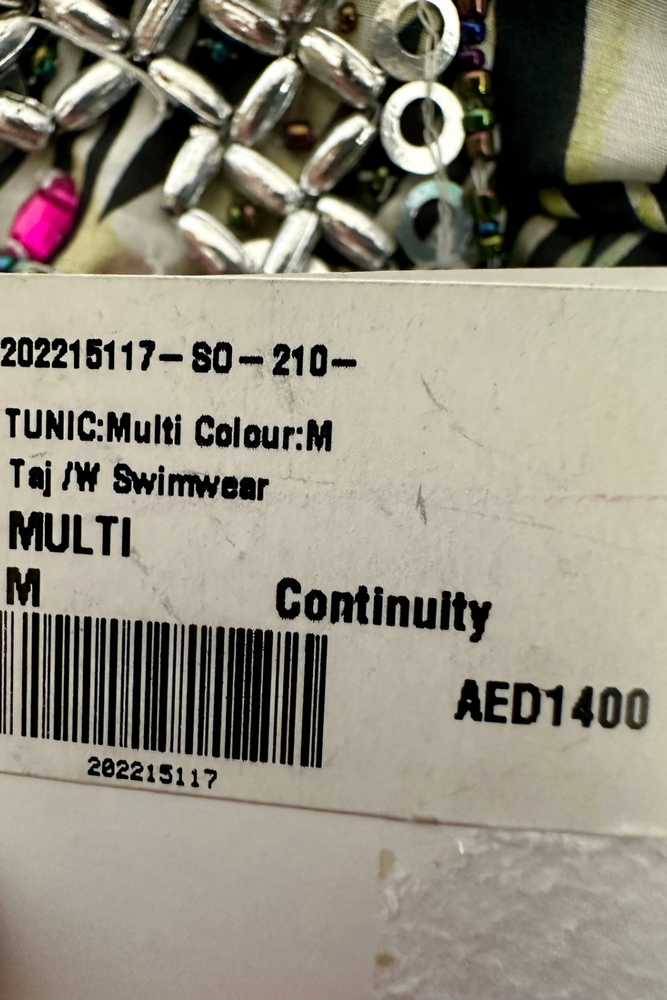 202215117-SO-210-
TUNIC:Multi Colour:M
Taj /W Swimwear
MULTI
M
Continuity
AED1400
202215117